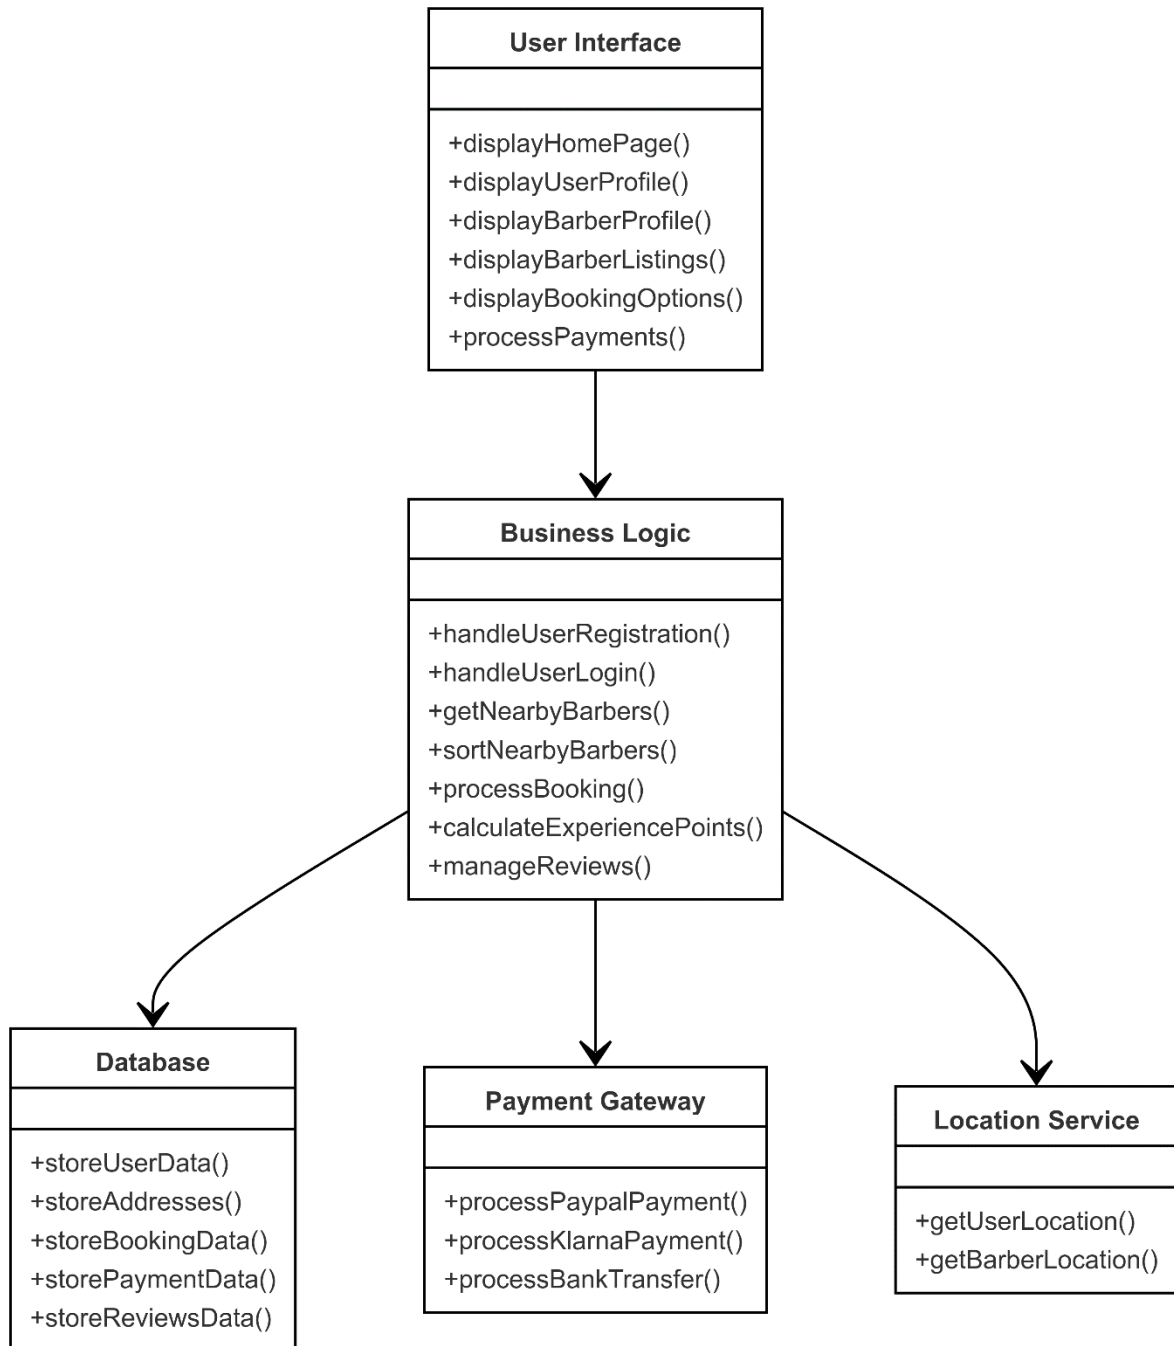 User Interface
+displayHomePage()
+displayUserProfile()
+displayBarberProfile()
+displayBarberListings()
+displayBookingOptions()
+processPayments()
Business Logic
+handleUserRegistration()
+handleUserLogin()
+getNearbyBarbers()
+sortNearbyBarbers()
+processBooking()
+calculateExperiencePoints()
+manageReviews()
Database
+storeUserData()
+storeAddresses()
+storeBookingData()
+storePaymentData()
+storeReviewsData()
Payment Gateway
+processPaypalPayment()
+processKlarnaPayment()
+processBankTransfer()
Location Service
+getUserLocation()
+getBarberLocation()